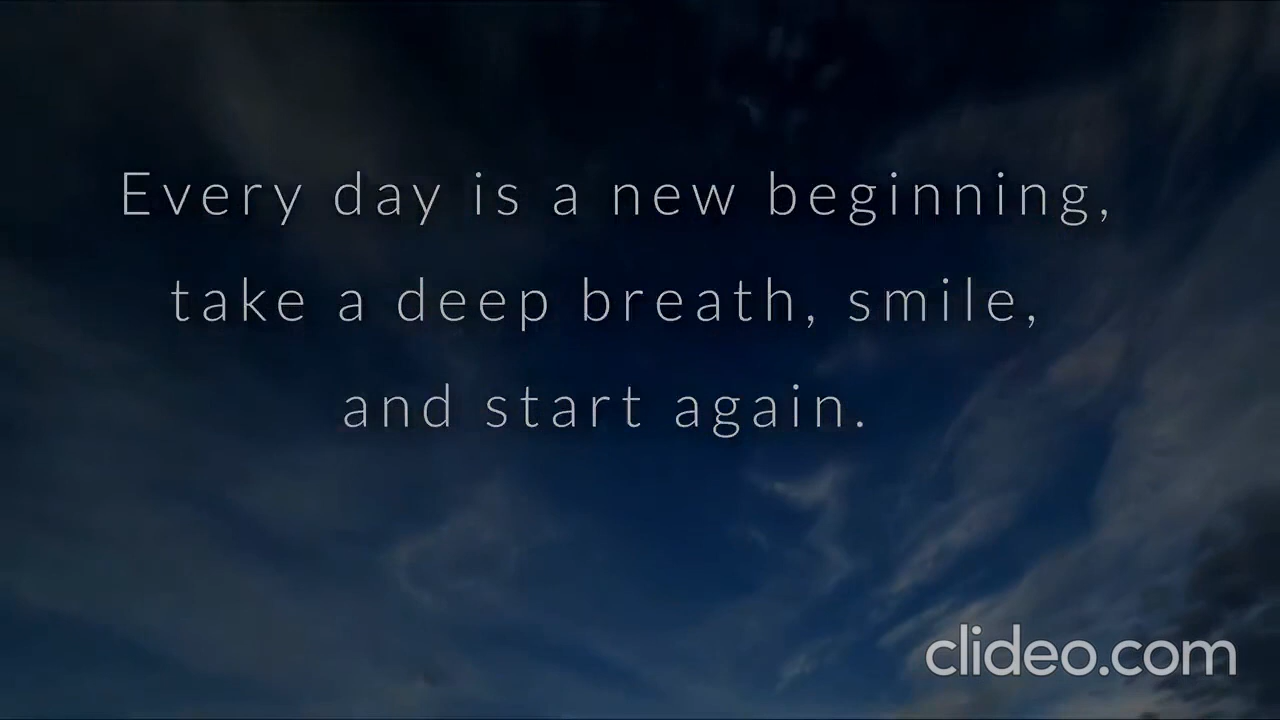 Every day is a new beginning,
take a deep breath, smile,
and start again.
clideo.com